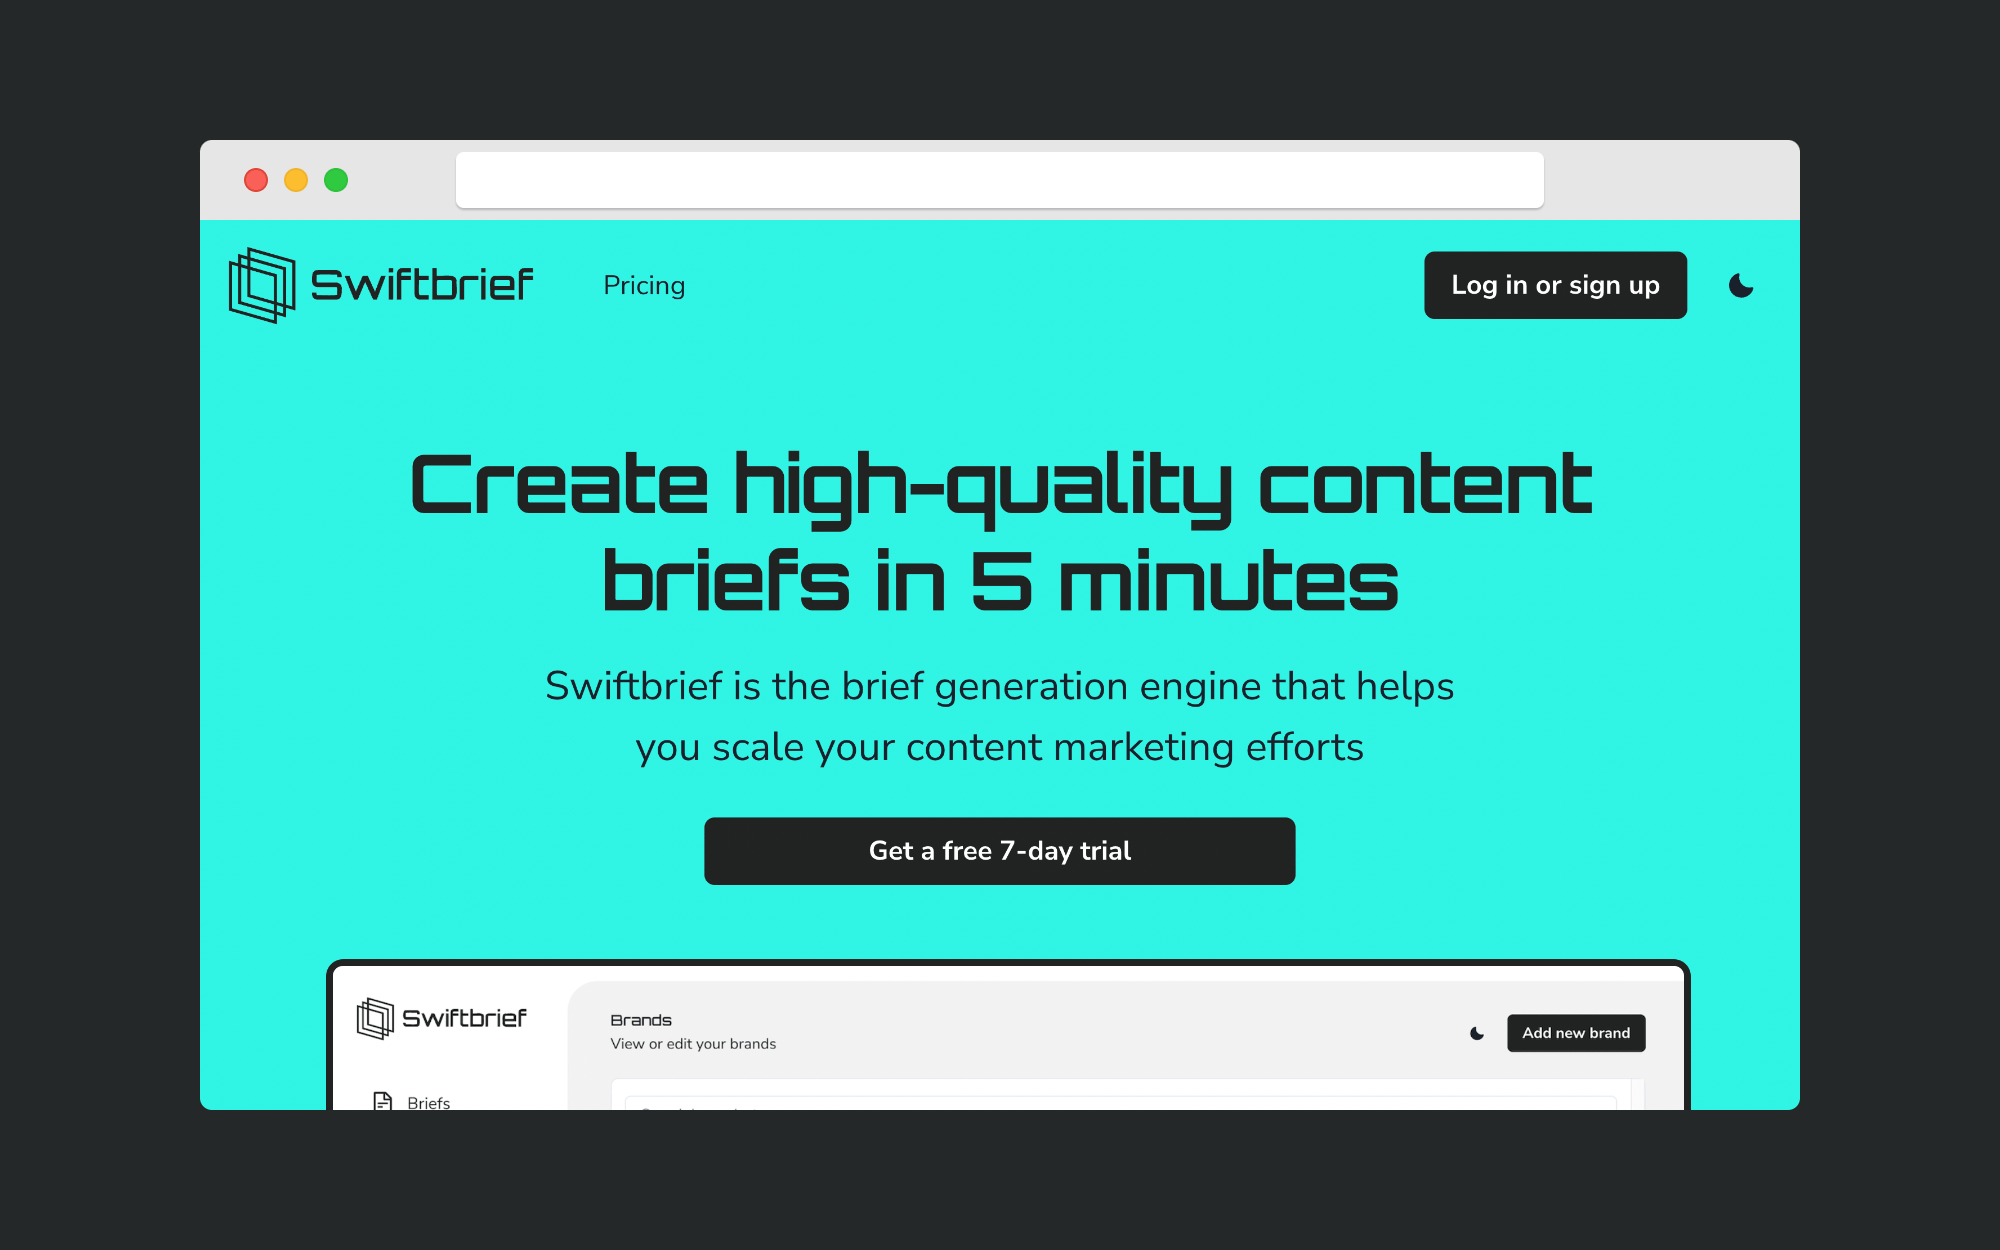 Swiftbrief
Pricing
Log in or sign up
Create high-quality content
briefs in 5 minutes
Swiftbrief is the brief generation engine that helps
you scale your content marketing efforts
Get a free 7-day trial
Swiftbrief
Brands
View or edit your brands
Add new brand
Briefs